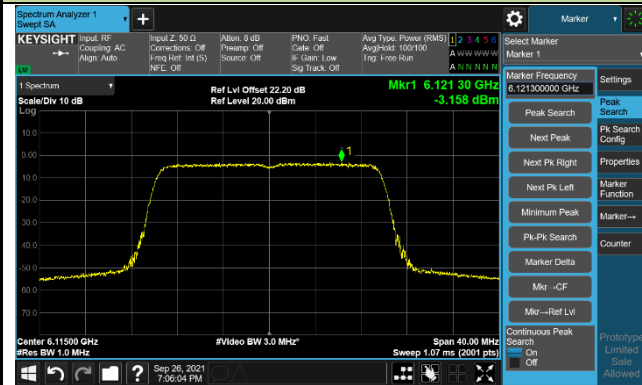 Spectrum Analyzer 1
Swept SA
Marker
KEYSIGHT Input: RF
Coupling: AC
Align: Auto
Input Z: 50 Ω
Corrections: Off
Freq Ref: Int (S)
NFE: Off
Atten: 8 dB
Preamp: Off
Source: Off
PNO: Fast
Gate: Off
IF Gain: Low
Sig Track: Off
Avg Type: Power (RMS)
Avg|Hold: 100/100
Trig: Free Run
1 2 3 4 5 6
A W W W W W
A N N N N N
LXI
Select Marker
Marker 1
1 Spectrum
Scale/Div 10 dB
Log
Ref Lvl Offset 22.20 dB
Ref Level 20.00 dBm
Mkr1 6.121 30 GHz
-3.158 dBm
10.0
0.00
-10.0
-20.0
-30.0
-40.0
-50.0
-60.0
-70.0
1
Center 6.11500 GHz
#Res BW 1.0 MHz
#Video BW 3.0 MHz*
Span 40.00 MHz
Sweep 1.07 ms (2001 pts)
Marker Frequency
6.121300000 GHz
Peak Search
Next Peak
Next Pk Right
Next Pk Left
Minimum Peak
Pk-Pk Search
Marker Delta
Mkr→CF
Mkr→Ref Lvl
Continuous Peak
Search
On
Off
Settings
Peak
Search
Pk Search
Config
Properties
Marker
Function
Marker→
Counter
Prototype
Limited
Sale
Allowed
?
Sep 26, 2021
7:06:04 PM